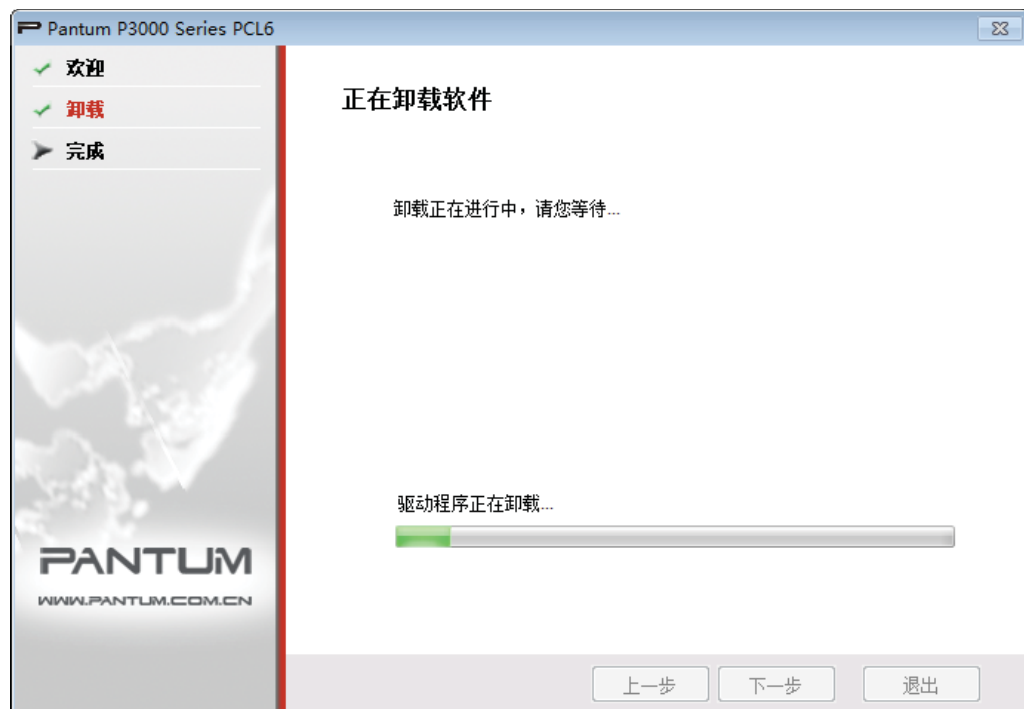 Pantum P3000 Series PCL6
欢迎
卸载
完成
正在卸载软件
卸载正在进行中，请您等待...
驱动程序正在卸载...
PANTUM
WWW.PANTUM.COM.CN
上一步
下一步
退出